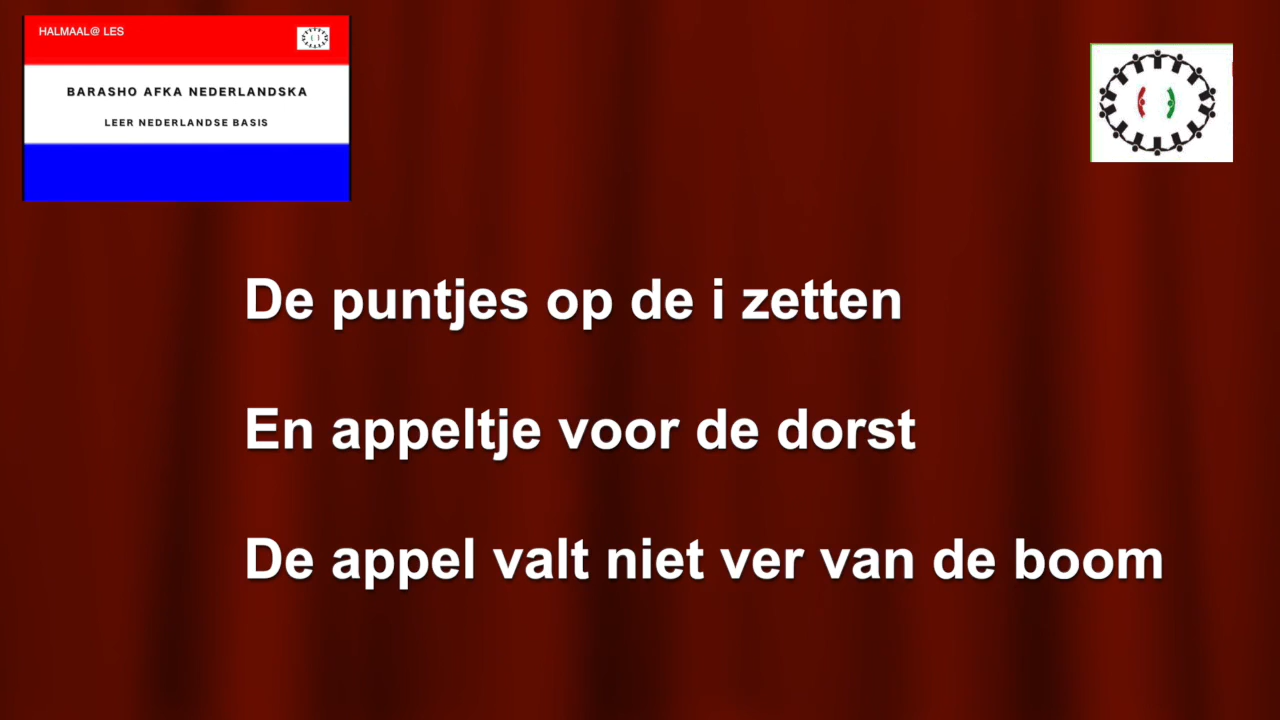 HALMAAL@ LES
BARASHO AFKA NEDERLANDSKA
LEER NEDERLANDSE BASIS
De puntjes op de i zetten
En appeltje voor de dorst
De appel valt niet ver van de boom